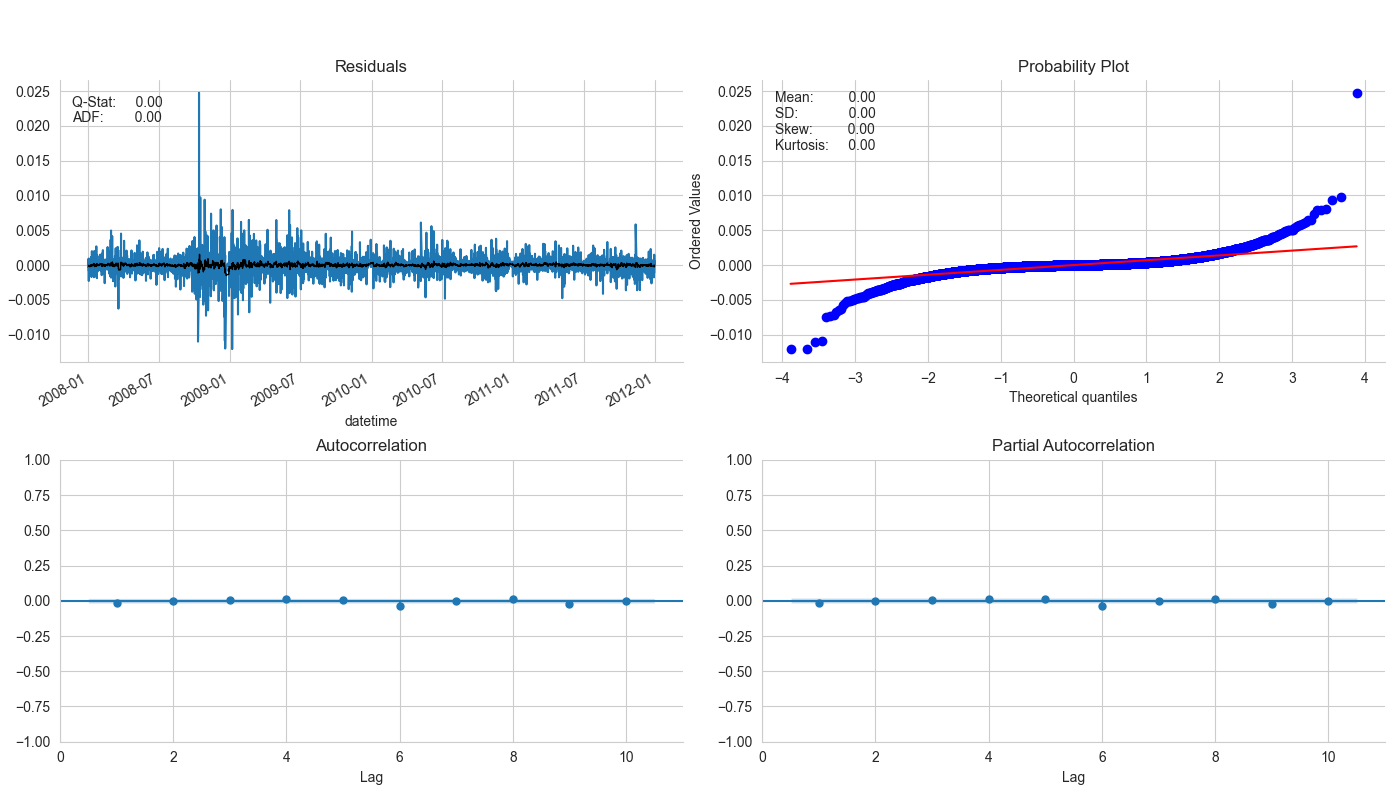 Residuals
Q-Stat: 0.00
ADF: 0.00
0.025
0.020
0.015
0.010
0.005
0.000
−0.005
−0.010
2008-01 2008-07 2009-01 2009-07 2010-01 2010-07 2011-01 2011-07 2012-01
datetime
Probability Plot
Mean: 0.00
SD: 0.00
Skew: 0.00
Kurtosis: 0.00
Ordered Values
0.025
0.020
0.015
0.010
0.005
0.000
−0.005
−0.010
−4 −3 −2 −1 0 1 2 3 4
Theoretical quantiles
Autocorrelation
1.00
0.75
0.50
0.25
0.00
−0.25
−0.50
−0.75
−1.00
0 2 4 6 8 10
Lag
Partial Autocorrelation
1.00
0.75
0.50
0.25
0.00
−0.25
−0.50
−0.75
−1.00
0 2 4 6 8 10
Lag